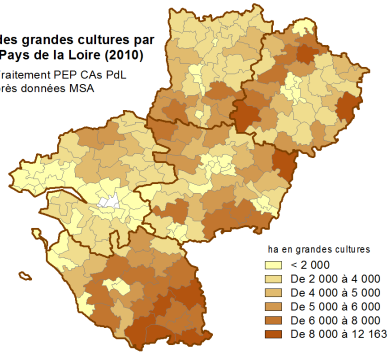 des grandes cultures par
Pays de la Loire (2010)
raitement PEP CAs PdL
rès données MSA
ha en grandes cultures
< 2 000
De 2 000 à 4 000
De 4 000 à 5 000
De 5 000 à 6 000
De 6 000 à 8 000
De 8 000 à 12 163